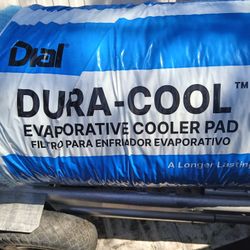 Dial
DURA-COOL™
EVAPORATIVE COOLER PAD
FILTRO PARA ENFRIADOR EVAPORATIVO
A Longer Lastin